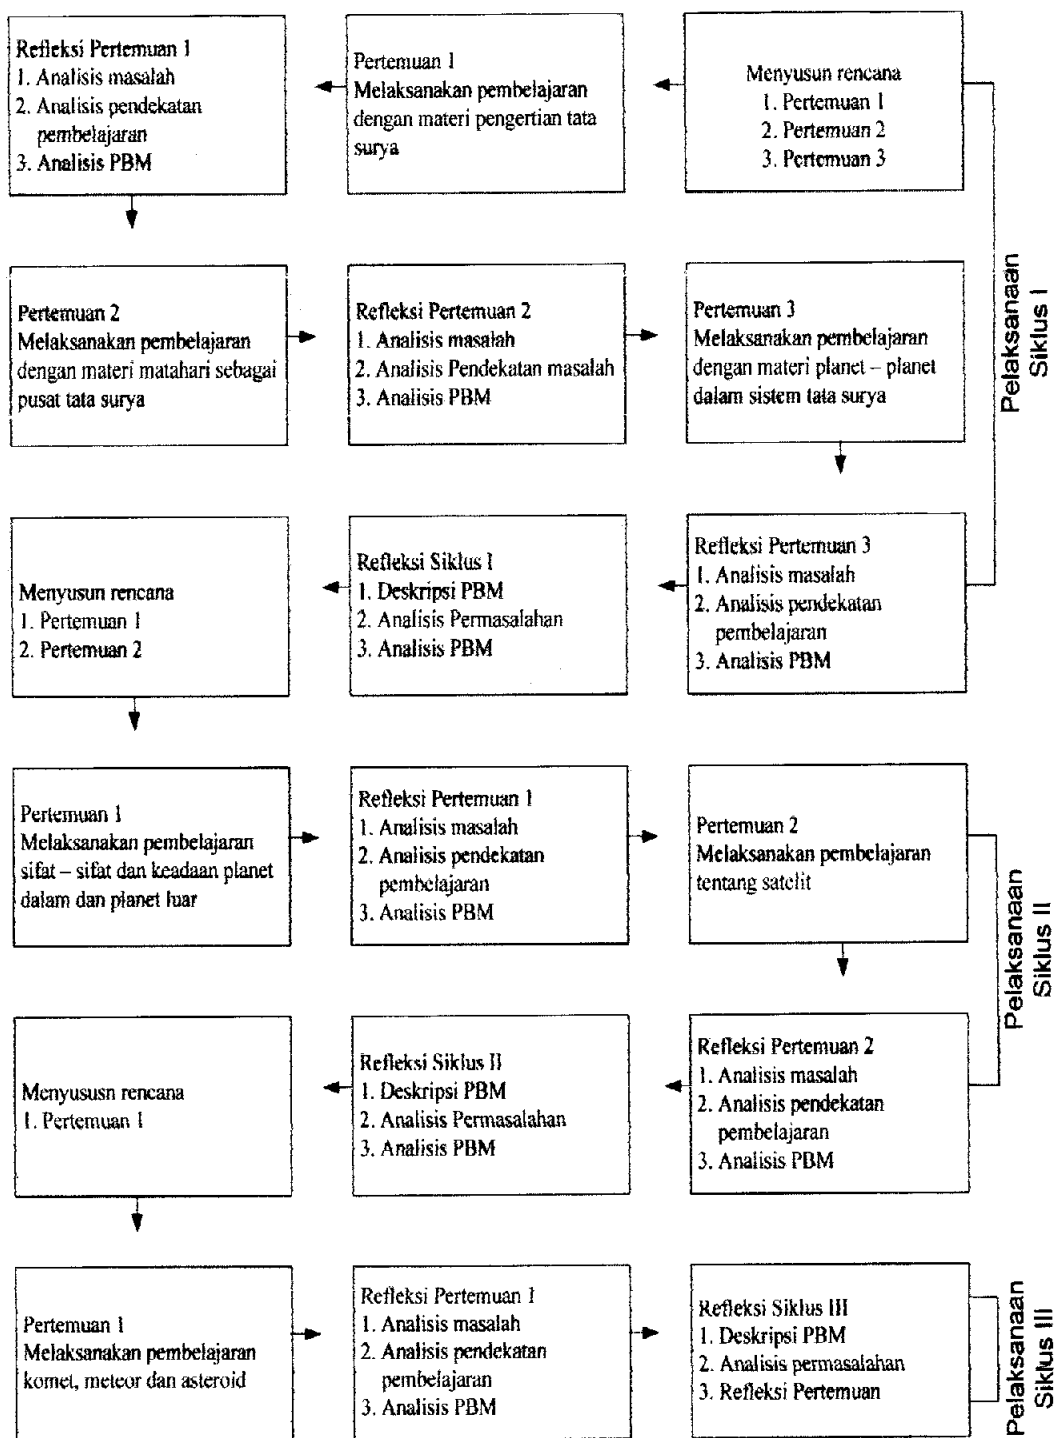 Refleksi Pertemuan 1
1. Analisis masalah
2. Analisis pendekatan
pembelajaran
3. Analisis PBM
Pertemuan 1
Melaksanakan pembelajaran
dengan materi pengertian tata
surya
Menyusun rencana
1. Pertemuan 1
2. Pertemuan 2
3. Pertemuan 3
Pelaksanaan
Siklus I
Pertemuan 2
Melaksanakan pembelajaran
dengan materi matahari sebagai
pusat tata surya
Refleksi Pertemuan 2
1. Analisis masalah
2. Analisis Pendekatan masalah
3. Analisis PBM
Pertemuan 3
Melaksanakan pembelajaran
dengan materi planet – planet
dalam sistem tata surya
Menyusun rencana
1. Pertemuan 1
2. Pertemuan 2
Refleksi Siklus I
1. Deskripsi PBM
2. Analisis Permasalahan
3. Analisis PBM
Refleksi Pertemuan 3
1. Analisis masalah
2. Analisis pendekatan
pembelajaran
3. Analisis PBM
Pertemuan 1
Melaksanakan pembelajaran
sifat – sifat dan keadaan planet
dalam dan planet luar
Refleksi Pertemuan 1
1. Analisis masalah
2. Analisis pendekatan
pembelajaran
3. Analisis PBM
Pertemuan 2
Melaksanakan pembelajaran
tentang satelit
Pelaksanaan
Siklus II
Menyususn rencana
1. Pertemuan 1
Refleksi Siklus II
1. Deskripsi PBM
2. Analisis Permasalahan
3. Analisis PBM
Refleksi Pertemuan 2
1. Analisis masalah
2. Analisis pendekatan
pembelajaran
3. Analisis PBM
Pertemuan 1
Melaksanakan pembelajaran
komet, meteor dan asteroid
Refleksi Pertemuan 1
1. Analisis masalah
2. Analisis pendekatan
pembelajaran
3. Analisis PBM
Refleksi Siklus III
1. Deskripsi PBM
2. Analisis permasalahan
3. Refleksi Pertemuan
Pelaksanaan
Siklus III